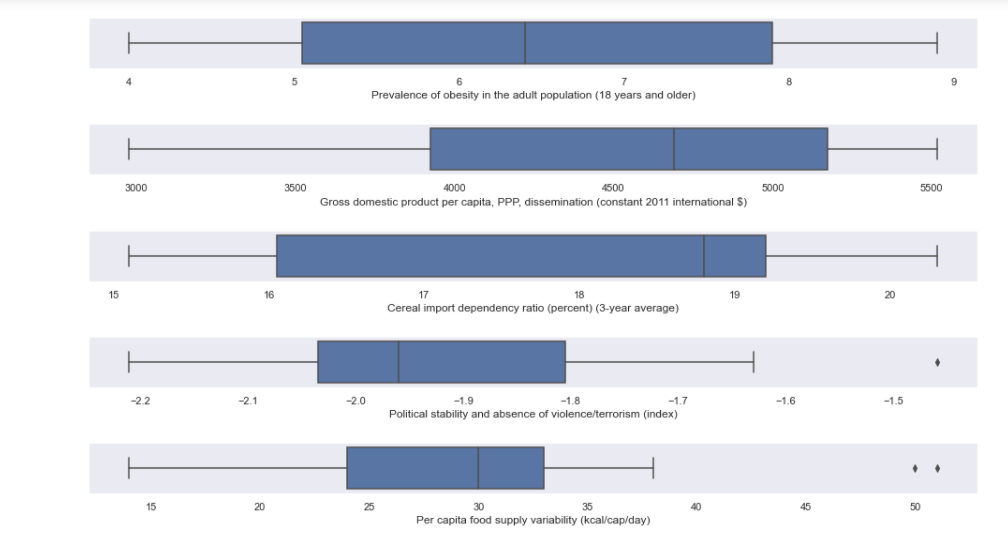 4 5 6 7 8 9
Prevalence of obesity in the adult population (18 years and older)
3000 3500 4000 4500 5000 5500
Gross domestic product per capita, PPP, dissemination (constant 2011 international $)
15 16 17 18 19 20
Cereal import dependency ratio (percent) (3-year average)
−2.2 −2.1 −2.0 −1.9 −1.8 −1.7 −1.6 −1.5
Political stability and absence of violence/terrorism (index)
15 20 25 30 35 40 45 50
Per capita food supply variability (kcal/cap/day)